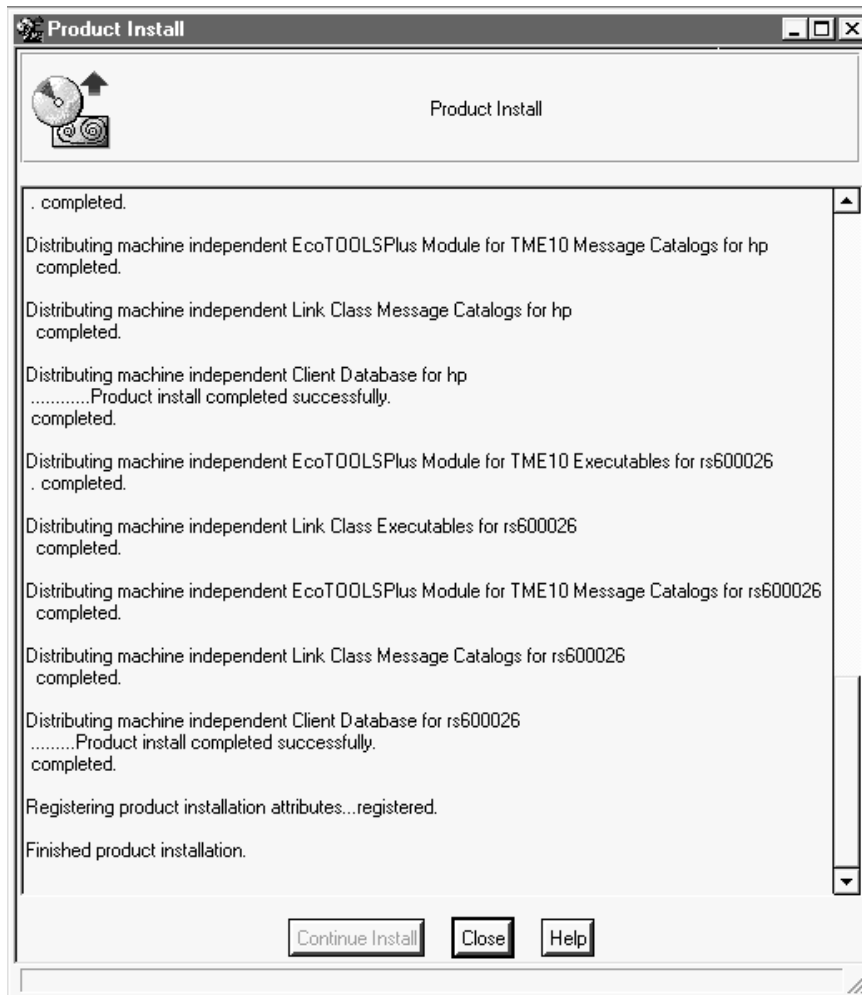 Product Install
Product Install
. completed.
Distributing machine independent EcoTOOLSPlus Module for TME10 Message Catalogs for hp
completed.
Distributing machine independent Link Class Message Catalogs for hp
completed.
Distributing machine independent Client Database for hp
............Product install completed successfully.
completed.
Distributing machine independent EcoTOOLSPlus Module for TME10 Executables for rs600026
. completed.
Distributing machine independent Link Class Executables for rs600026
completed.
Distributing machine independent EcoTOOLSPlus Module for TME10 Message Catalogs for rs600026
completed.
Distributing machine independent Link Class Message Catalogs for rs600026
completed.
Distributing machine independent Client Database for rs600026
.........Product install completed successfully.
completed.
Registering product installation attributes...registered.
Finished product installation.
Continue Install Close Help